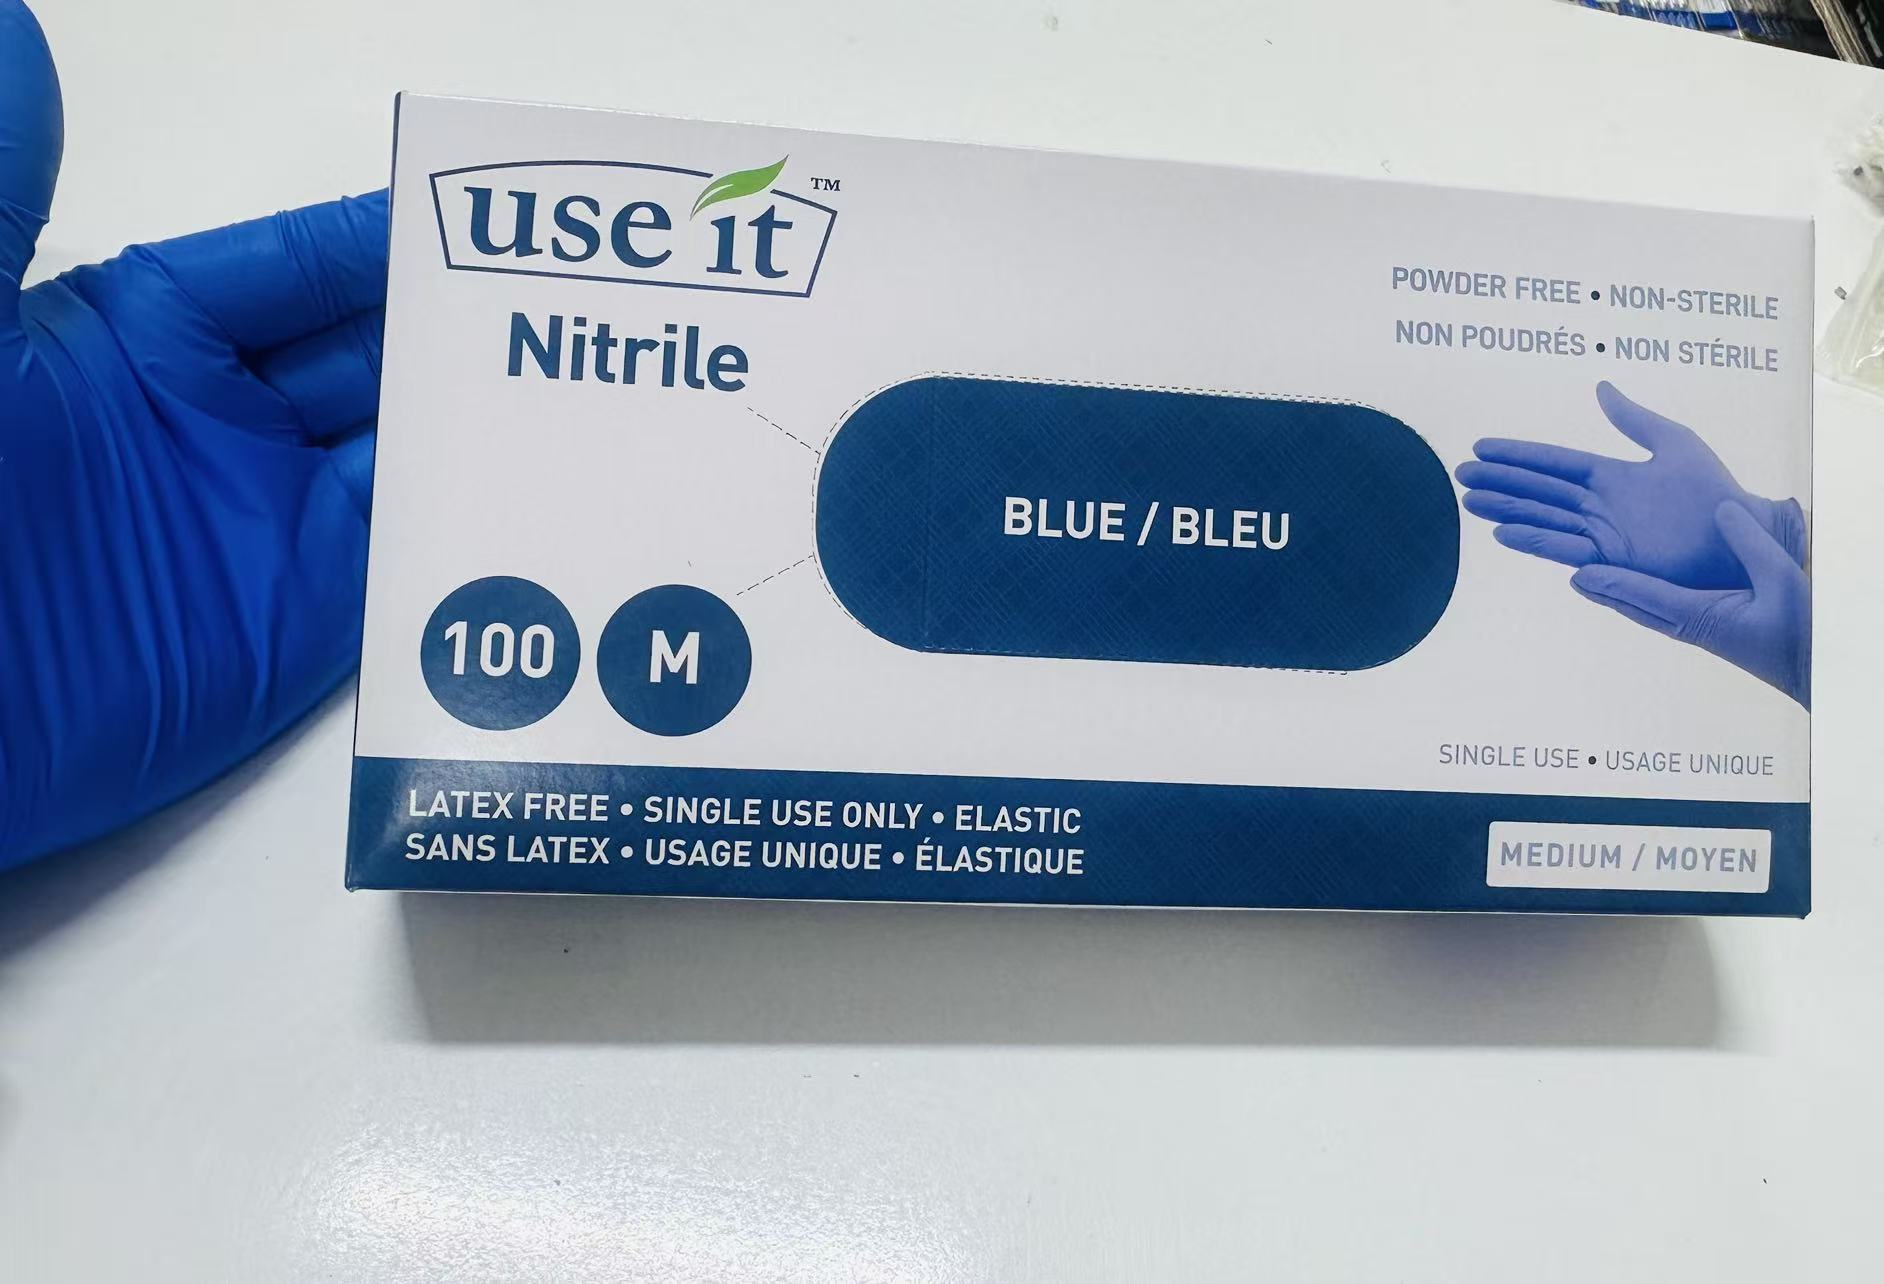 use it™
Nitrile
POWDER FREE • NON-STERILE
NON POUDRÉS • NON STÉRILE
BLUE / BLEU
100
M
SINGLE USE • USAGE UNIQUE
LATEX FREE • SINGLE USE ONLY • ELASTIC
SANS LATEX • USAGE UNIQUE • ÉLASTIQUE
MEDIUM / MOYEN